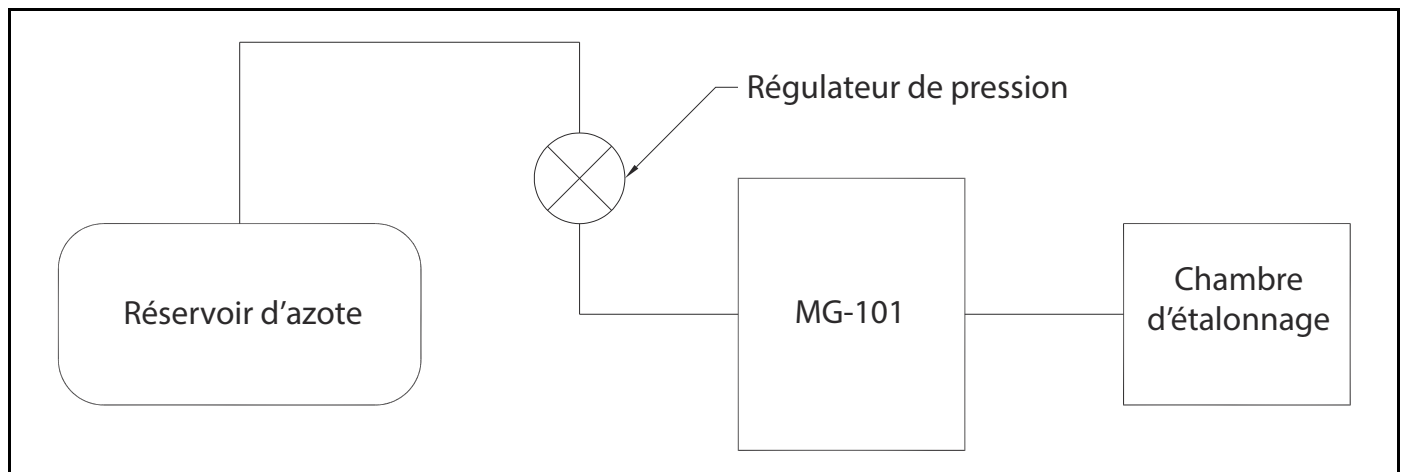 Régulateur de pression
Réservoir d'azote
MG-101
Chambre
d'étalonnage